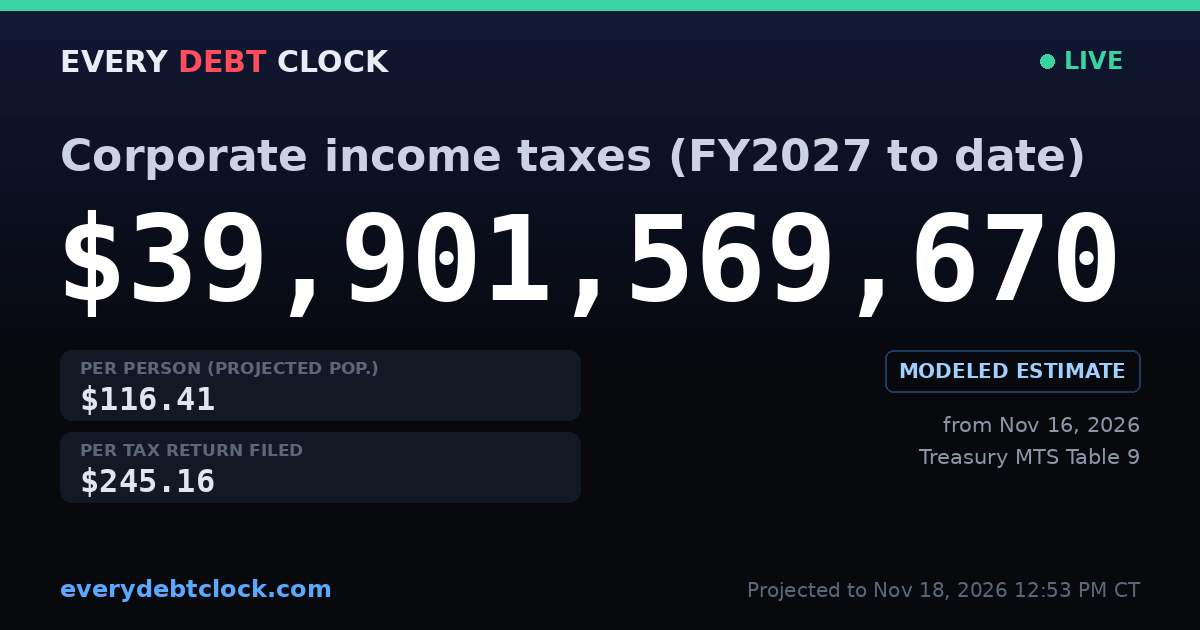 EVERY DEBT CLOCK
LIVE
Corporate income taxes (FY2027 to date)
$39,901,569,670
PER PERSON (PROJECTED POP.)
$116.41
PER TAX RETURN FILED
$245.16
MODELED ESTIMATE
from Nov 16, 2026
Treasury MTS Table 9
everydebtclock.com
Projected to Nov 18, 2026 12:53 PM CT